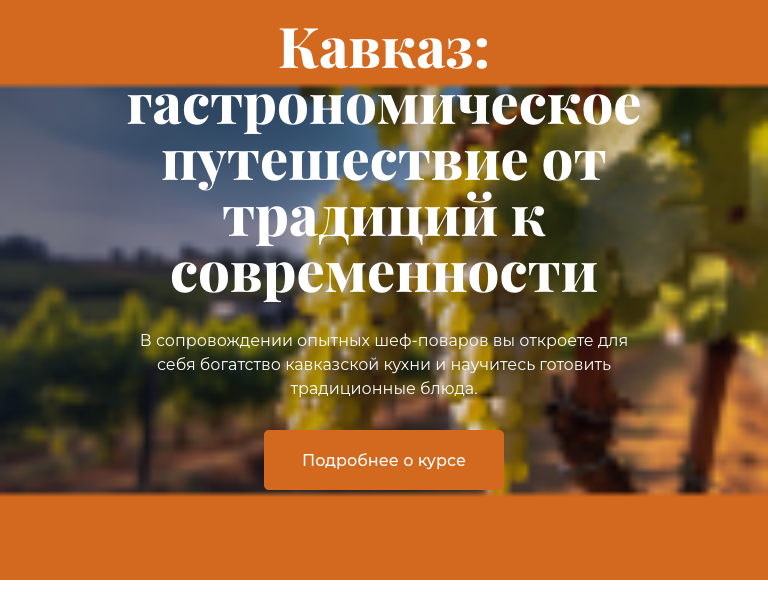 Кавказ:
гастрономическое
путешествие от
традиций к
современности
В сопровождении опытных шеф-поваров вы откроете для
себя богатство кавказской кухни и научитесь готовить
традиционные блюда.
Подробнее о курсе